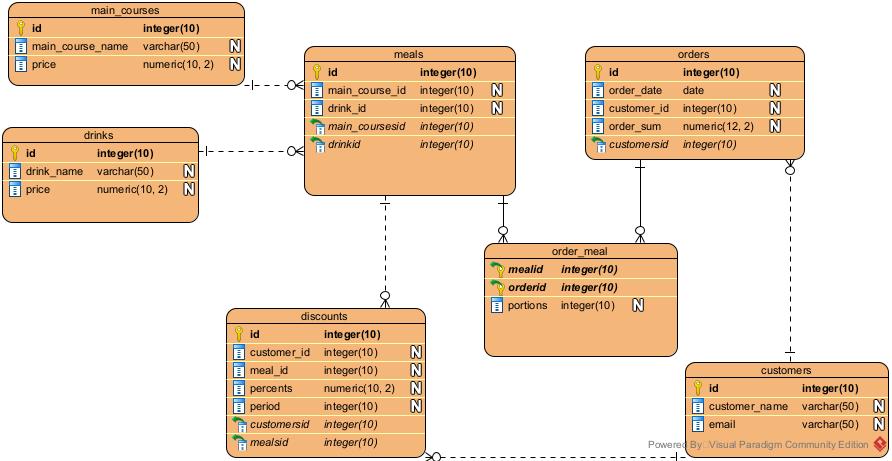 main_courses
id integer(10)
main_course_name varchar(50) N
price numeric(10, 2) N
meals
id integer(10)
main_course_id integer(10) N
drink_id integer(10) N
main_coursesid integer(10)
drinkid integer(10)
orders
id integer(10)
order_date date N
customer_id integer(10) N
order_sum numeric(12, 2) N
customersid integer(10)
drinks
id integer(10)
drink_name varchar(50) N
price numeric(10, 2) N
order_meal
mealid integer(10)
orderid integer(10)
portions integer(10) N
discounts
id integer(10)
customer_id integer(10) N
meal_id integer(10) N
percents numeric(10, 2) N
period integer(10) N
customersid integer(10)
mealsid integer(10)
customers
id integer(10)
customer_name varchar(50) N
email varchar(50) N
Powered By Visual Paradigm Community Edition